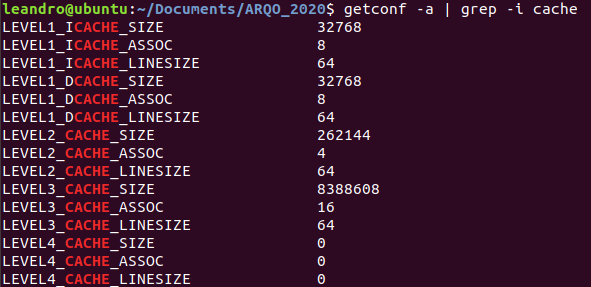 leandro@ubuntu:~/Documents/ARQO_2020$ getconf -a | grep -i cache
LEVEL1_ICACHE_SIZE 32768
LEVEL1_ICACHE_ASSOC 8
LEVEL1_ICACHE_LINESIZE 64
LEVEL1_DCACHE_SIZE 32768
LEVEL1_DCACHE_ASSOC 8
LEVEL1_DCACHE_LINESIZE 64
LEVEL2_CACHE_SIZE 262144
LEVEL2_CACHE_ASSOC 4
LEVEL2_CACHE_LINESIZE 64
LEVEL3_CACHE_SIZE 8388608
LEVEL3_CACHE_ASSOC 16
LEVEL3_CACHE_LINESIZE 64
LEVEL4_CACHE_SIZE 0
LEVEL4_CACHE_ASSOC 0
LEVEL4_CACHE_LINESIZE 0